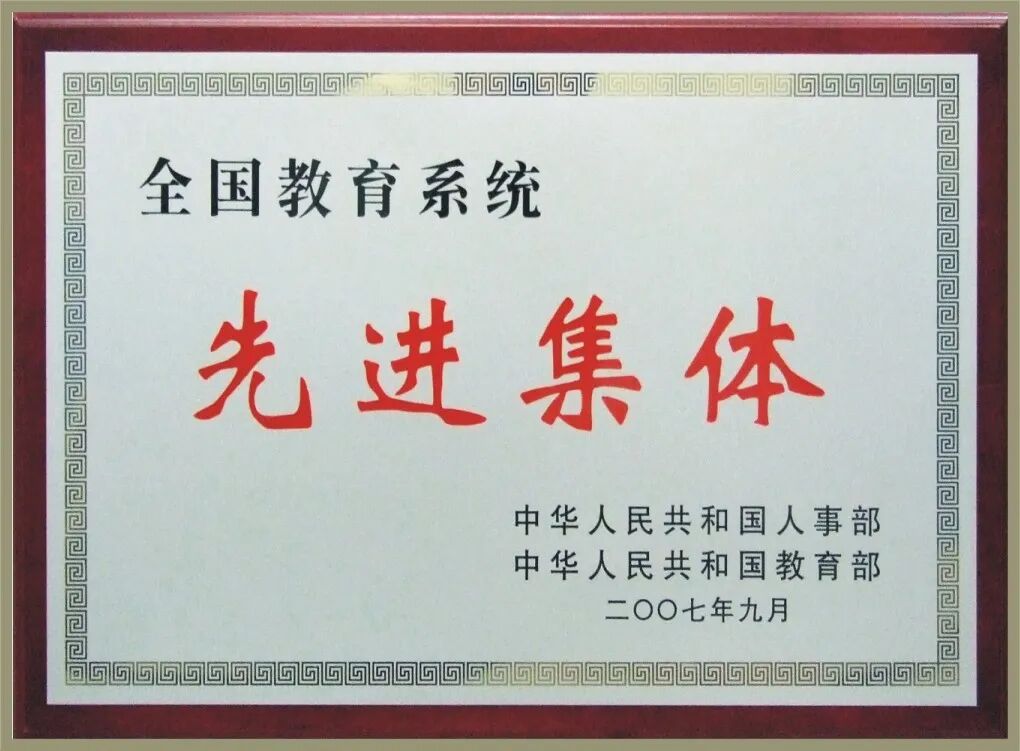 全国教育系统
先进集体
中华人民共和国人事部
中华人民共和国教育部
二〇〇七年九月